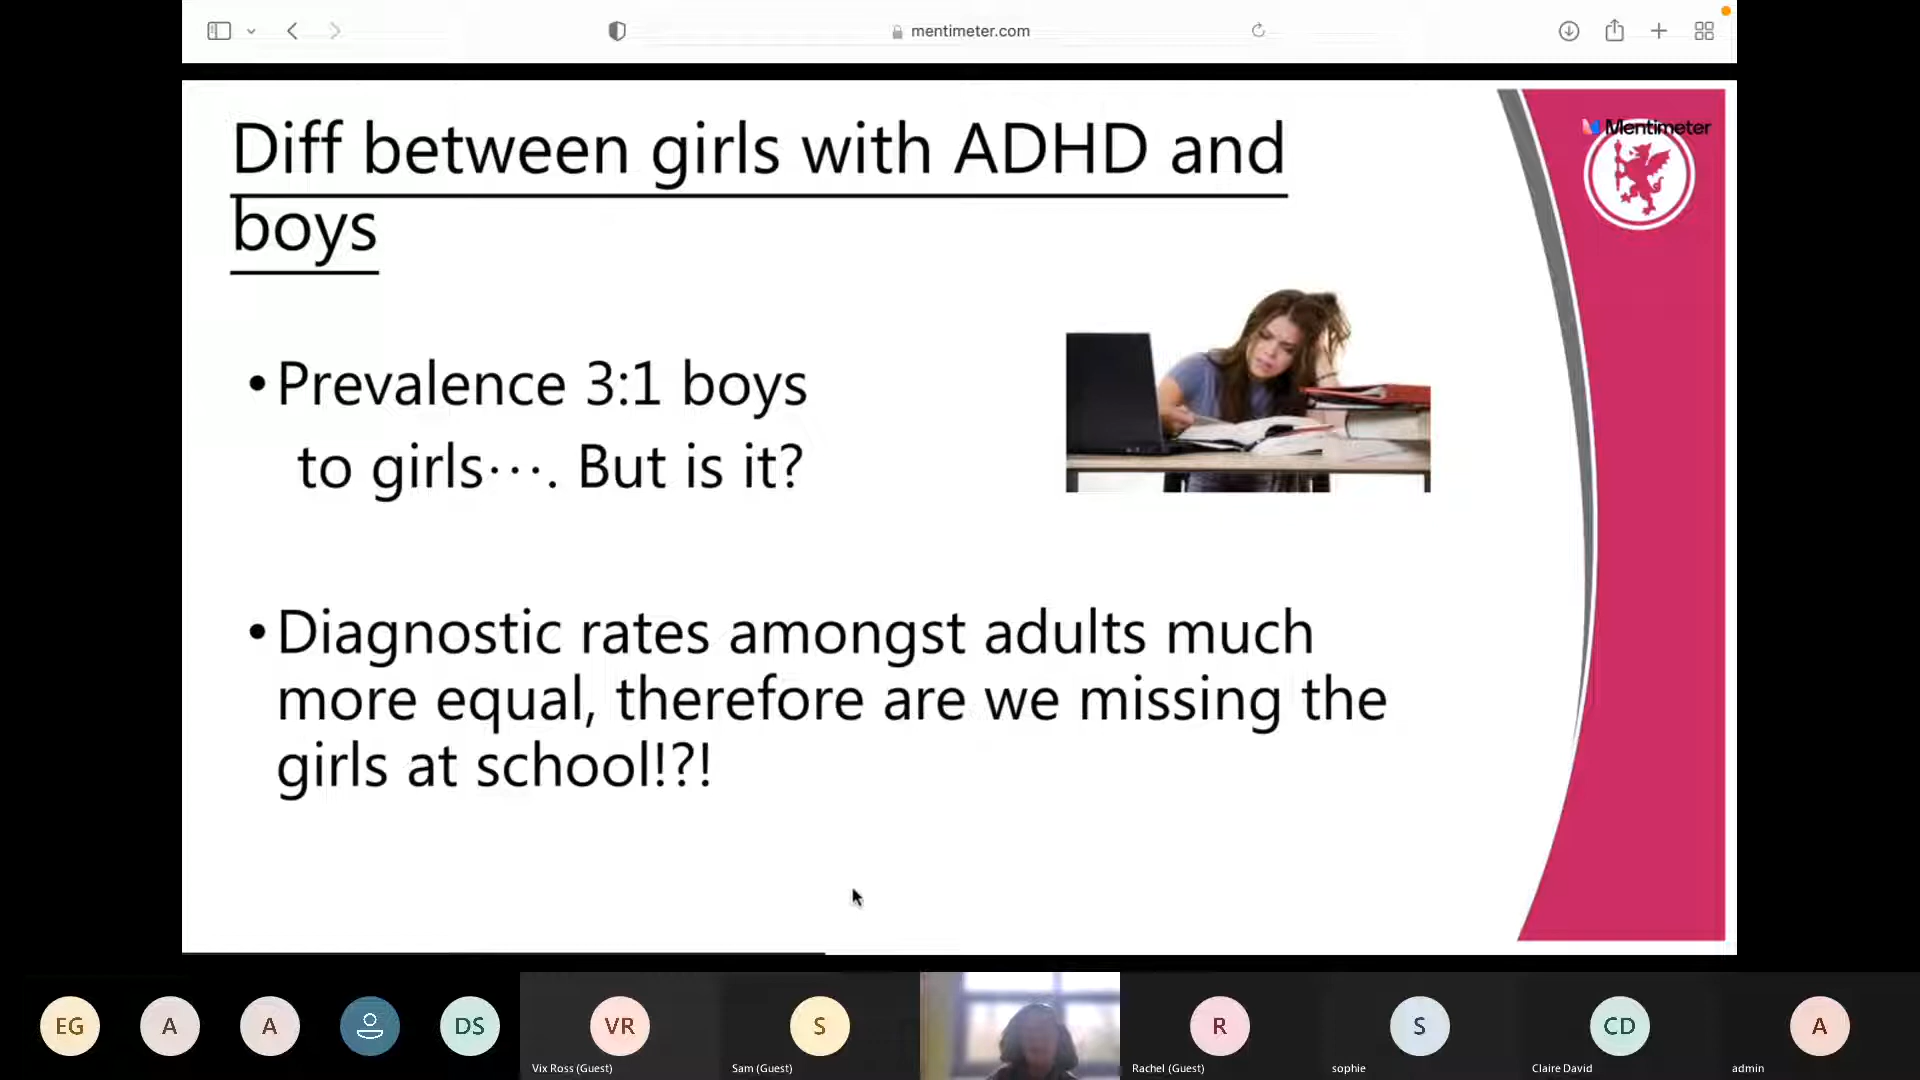 mentimeter.com
Diff between girls with ADHD and
boys
Mentimeter
•Prevalence 3:1 boys
to girls···. But is it?
•Diagnostic rates amongst adults much
more equal, therefore are we missing the
girls at school!?!
EG
A
A
DS
VR
S
R
S
CD
A
Vix Ross (Guest)
Sam (Guest)
Rachel (Guest)
sophie
Claire David
admin